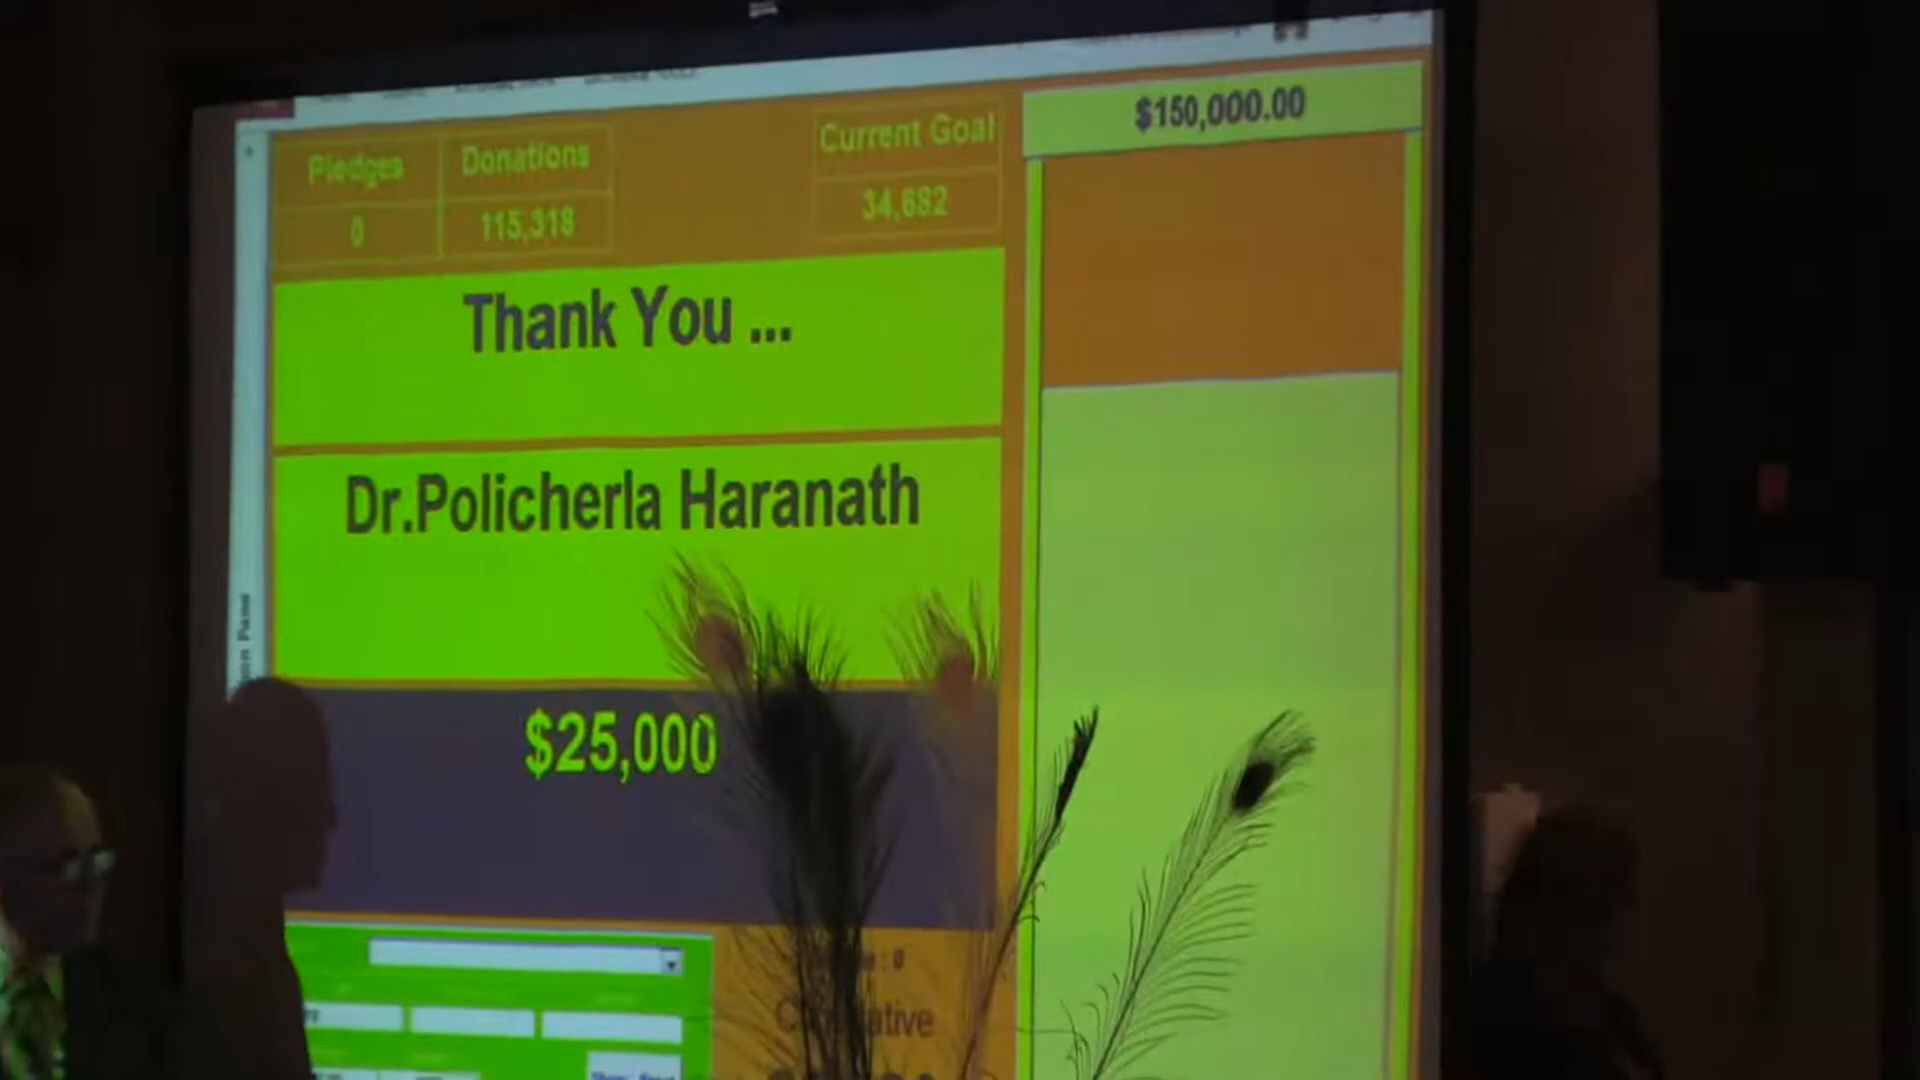 $150,000.00
Pledges
Donations
Current Goal
0
115,318
34,682
Thank You ...
Dr.Policherla Haranath
$25,000